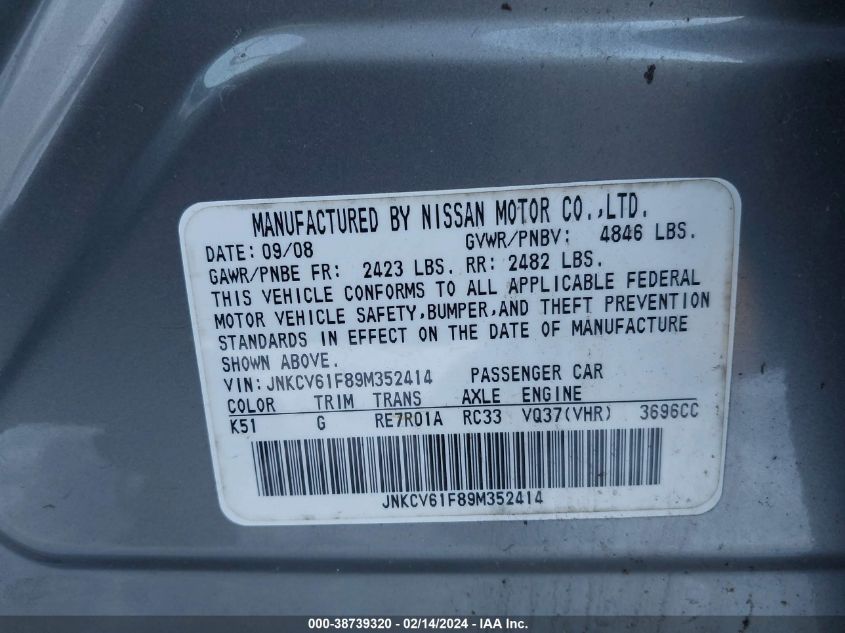 MANUFACTURED BY NISSAN MOTOR CO.,LTD.
DATE: 09/08 GVWR/PNBV: 4846 LBS.
GAWR/PNBE FR: 2423 LBS. RR: 2482 LBS.
THIS VEHICLE CONFORMS TO ALL APPLICABLE FEDERAL
MOTOR VEHICLE SAFETY,BUMPER,AND THEFT PREVENTION
STANDARDS IN EFFECT ON THE DATE OF MANUFACTURE
SHOWN ABOVE.
VIN:JNKCV61F89M352414 PASSENGER CAR
COLOR TRIM TRANS AXLE ENGINE
K51 G RE7R01A RC33 VQ37(VHR) 3696CC
JNKCV61F89M352414
000-38739320 - 02/14/2024 - IAA Inc.